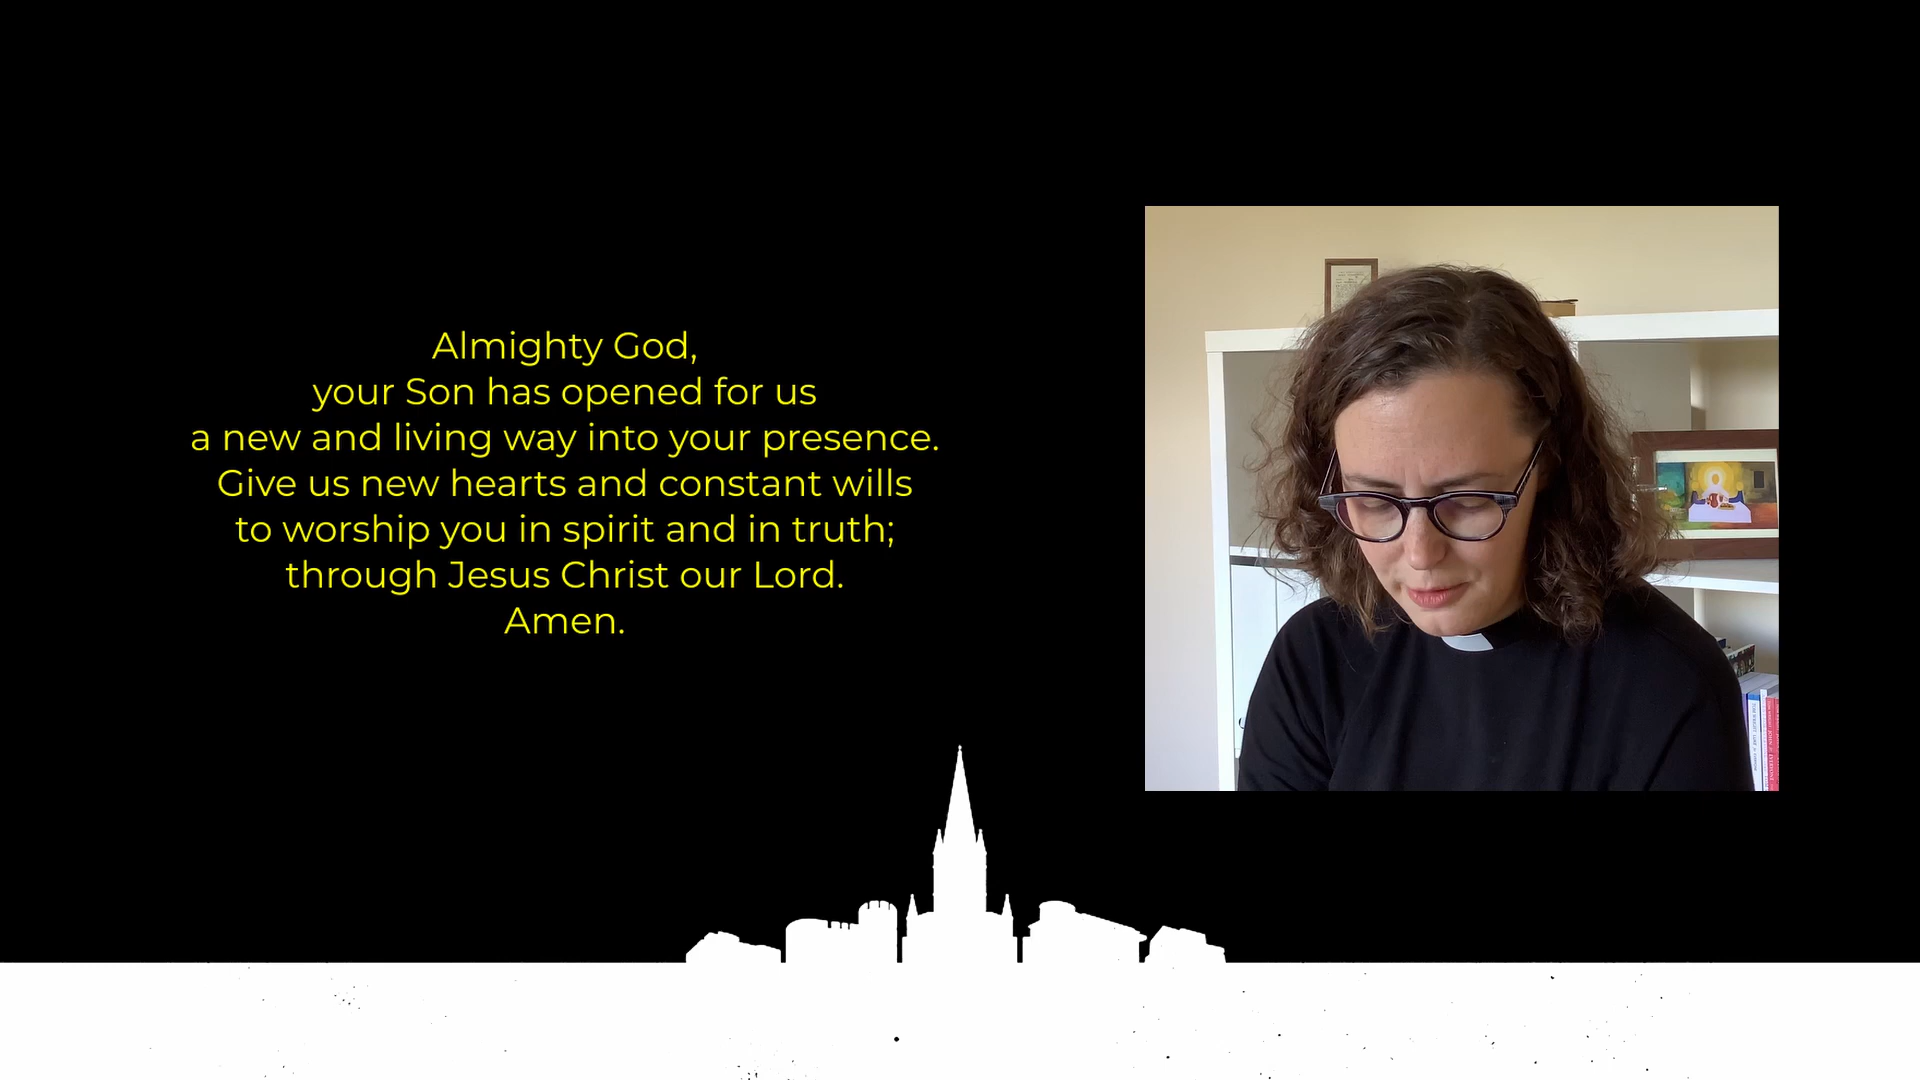 Almighty God,
your Son has opened for us
a new and living way into your presence.
Give us new hearts and constant wills
to worship you in spirit and in truth;
through Jesus Christ our Lord.
Amen.